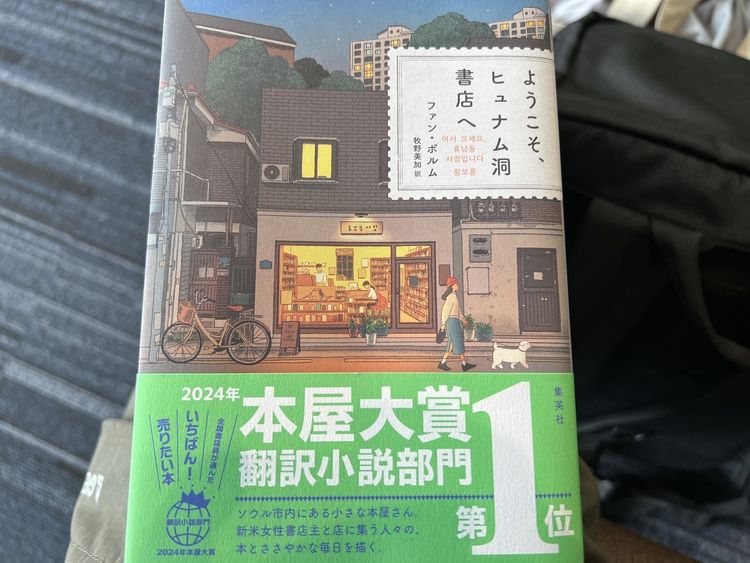 ようこそ、
ヒュナム洞
書店へ
ファン・ボルム
牧野美加 訳
어서 오세요,
휴남동
서점입니다
황보름
集英社
2024年
本屋大賞
翻訳小説部門
第1位
全国書店員が選んだ
いちばん!
売りたい本
翻訳小説部門
2024年本屋大賞
ソウル市内にある小さな本屋さん。
新米女性書店主と店に集う人々の、
本とささやかな毎日を描く。